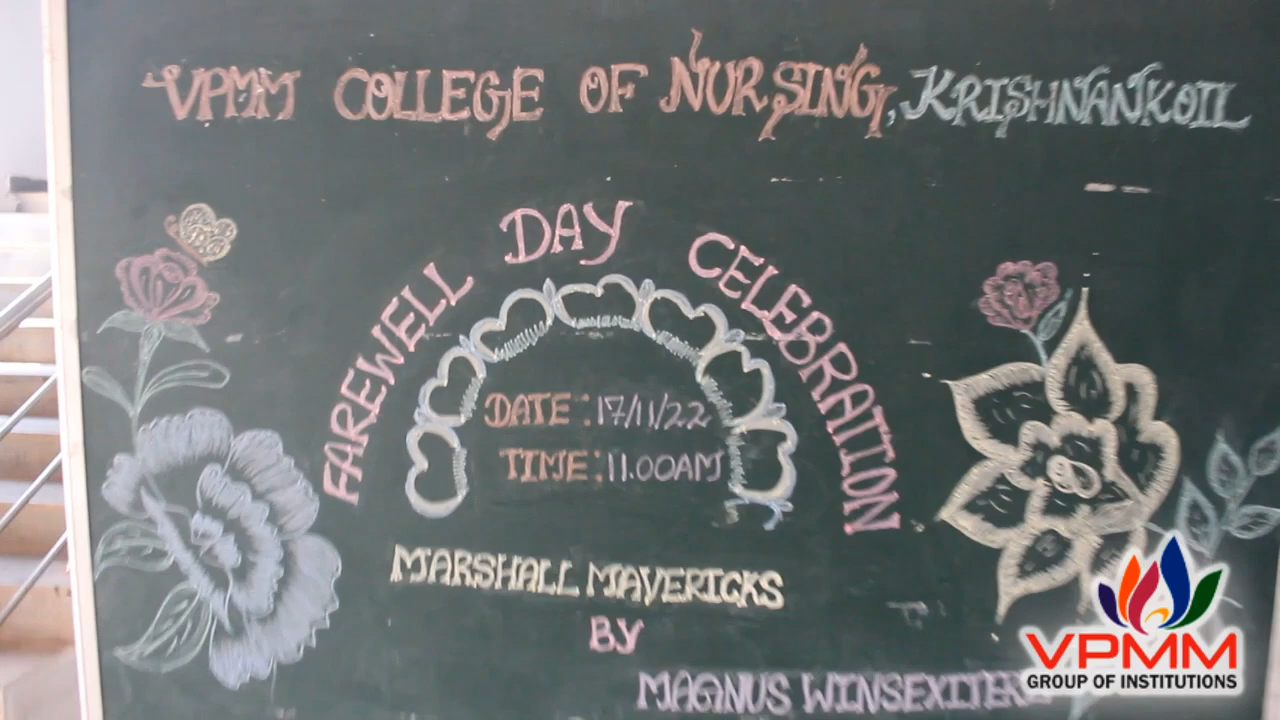 VPMM COLLEGE OF NURSING, KRISHNANKOIL
FAREWELL DAY CELEBRATION
DATE: 17/11/22
TIME: 11.00AM
MARSHALL MAVERICKS
BY
MAGNUS
VPMM
GROUP OF INSTITUTIONS